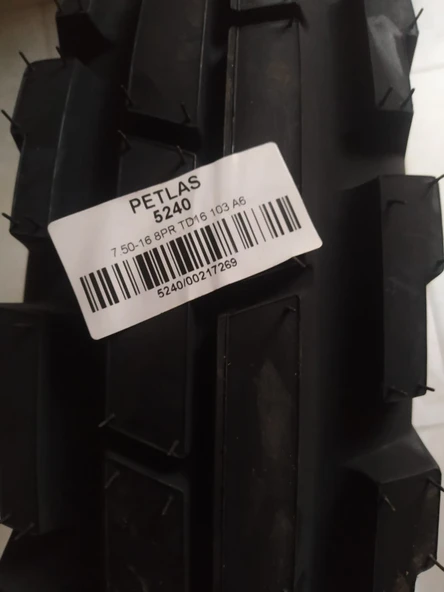 PETLAS
5240
7.50-16 8PR TD16 103 A6
5240/00217269